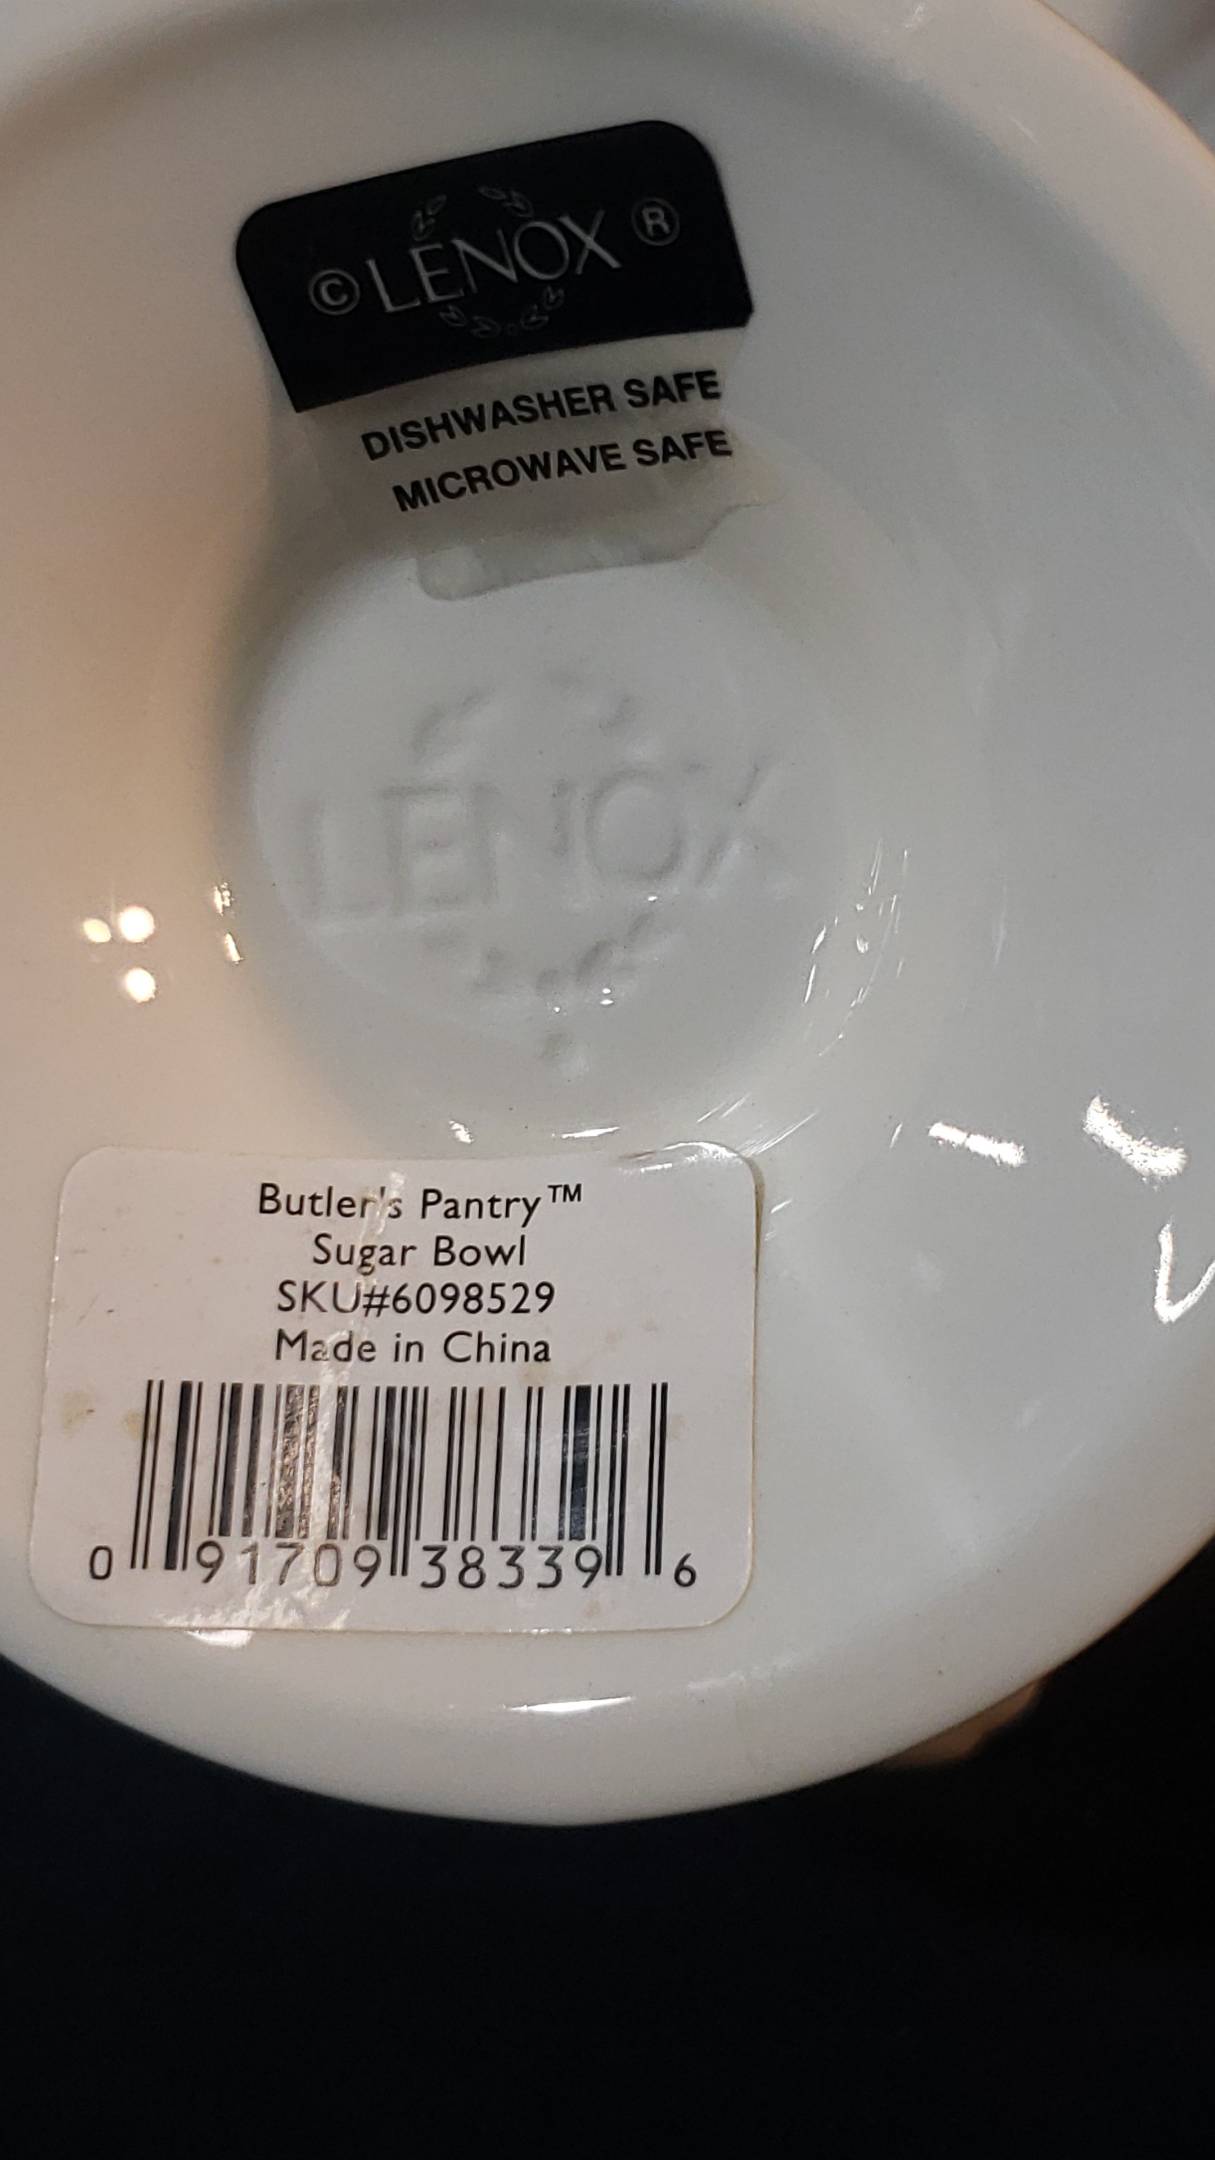 © LENOX ®
DISHWASHER SAFE
MICROWAVE SAFE
LENOX
Butler's Pantry™
Sugar Bowl
SKU#6098529
Made in China
0 91709 38339 6